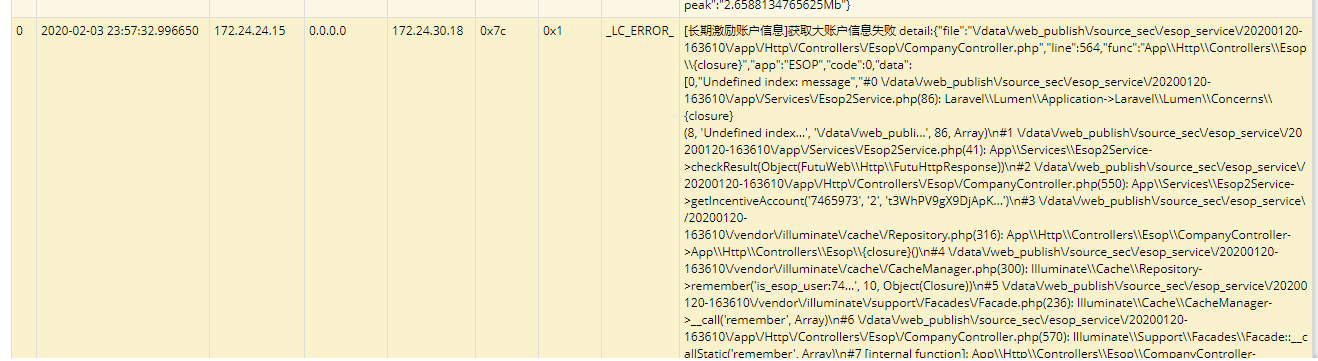 peak":"2.6588134765625Mb"}
0 2020-02-03 23:57:32.996650 172.24.24.15 0.0.0.0 172.24.30.18 0x7c 0x1 _LC_ERROR_ [长期激励账户信息]获取大账户信息失败 detail:{"file":"\/data\/web_publish\/source_sec\/esop_service\/20200120-
163610\/app\/Http\/Controllers\/Esop\/CompanyController.php","line":564,"func":"App\\Http\\Controllers\\Esop
\\{closure}","app":"ESOP","code":0,"data":
[0,"Undefined index: message","#0 \/data\/web_publish\/source_sec\/esop_service\/20200120-
163610\/app\/Services\/Esop2Service.php(86): Laravel\\Lumen\\Application->Laravel\\Lumen\\Concerns\\
{closure}
(8, 'Undefined index...', '\/data\/web_publi...', 86, Array)\n#1 \/data\/web_publish\/source_sec\/esop_service\/20
200120-163610\/app\/Services\/Esop2Service.php(41): App\\Services\\Esop2Service-
>checkResult(Object(FutuWeb\\Http\\FutuHttpResponse))\n#2 \/data\/web_publish\/source_sec\/esop_service\/
20200120-163610\/app\/Http\/Controllers\/Esop\/CompanyController.php(550): App\\Services\\Esop2Service-
>getIncentiveAccount('7465973', '2', 't3WhPV9gX9DjApK...')\n#3 \/data\/web_publish\/source_sec\/esop_service\
/20200120-
163610\/vendor\/illuminate\/cache\/Repository.php(316): App\\Http\\Controllers\\Esop\\CompanyController-
>App\\Http\\Controllers\\Esop\\{closure}()\n#4 \/data\/web_publish\/source_sec\/esop_service\/20200120-
163610\/vendor\/illuminate\/cache\/CacheManager.php(300): Illuminate\\Cache\\Repository-
>remember('is_esop_user:74...', 10, Object(Closure))\n#5 \/data\/web_publish\/source_sec\/esop_service\/20200
120-163610\/vendor\/illuminate\/support\/Facades\/Facade.php(236): Illuminate\\Cache\\CacheManager-
>__call('remember', Array)\n#6 \/data\/web_publish\/source_sec\/esop_service\/20200120-
163610\/app\/Http\/Controllers\/Esop\/CompanyController.php(570): Illuminate\\Support\\Facades\\Facade::__c
allStatic('remember', Array)\n#7 [internal function]: App\\Http\\Controllers\\Esop\\CompanyController-